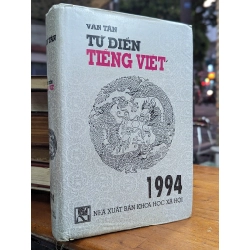 VĂN TÂN
TỪ ĐIỂN
TIẾNG VIỆT
1994
NHÀ XUẤT BẢN KHOA HỌC XÃ HỘI